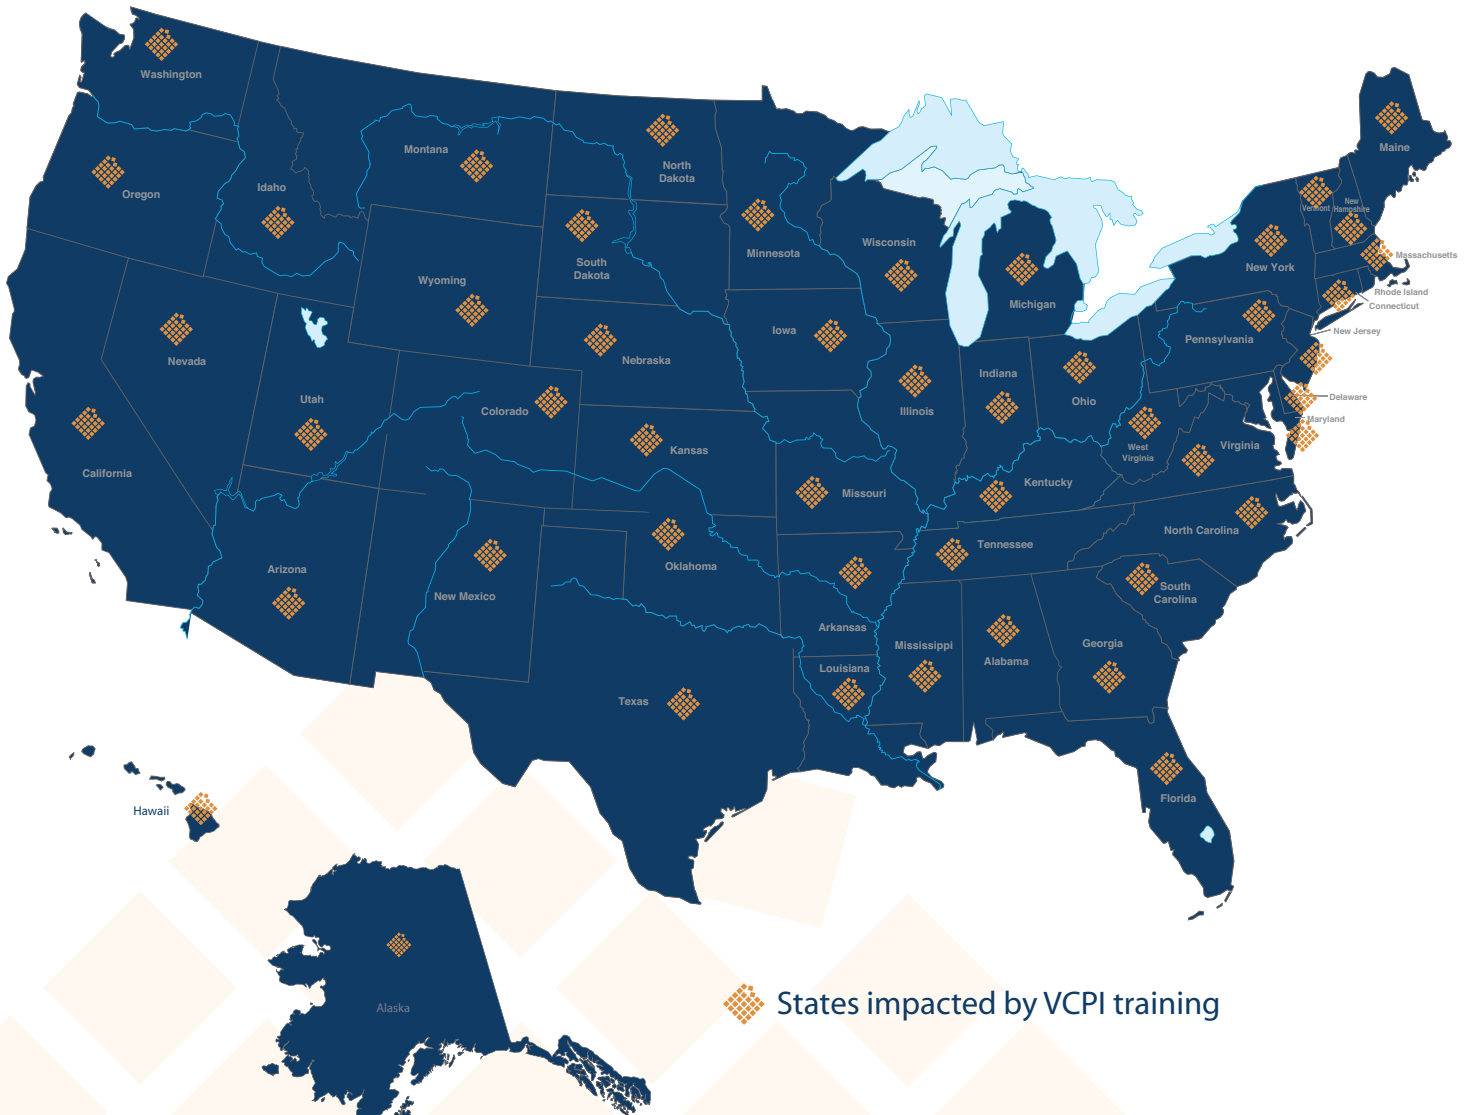 Washington
Montana
North
Dakota
Maine
Oregon
Idaho
Minnesota
Wisconsin
Vermont
New
Hampshire
South
Dakota
Wyoming
Michigan
New York
Massachusetts
Rhode Island
Connecticut
Nevada
Nebraska
Iowa
Pennsylvania
New Jersey
Utah
Colorado
Illinois
Indiana
Ohio
Delaware
Maryland
California
Kansas
Missouri
Kentucky
West
Virginia
Virginia
Arizona
New Mexico
Oklahoma
Tennessee
North Carolina
South
Carolina
Arkansas
Mississippi
Alabama
Georgia
Louisiana
Texas
Florida
Hawaii
Alaska
States impacted by VCPI training